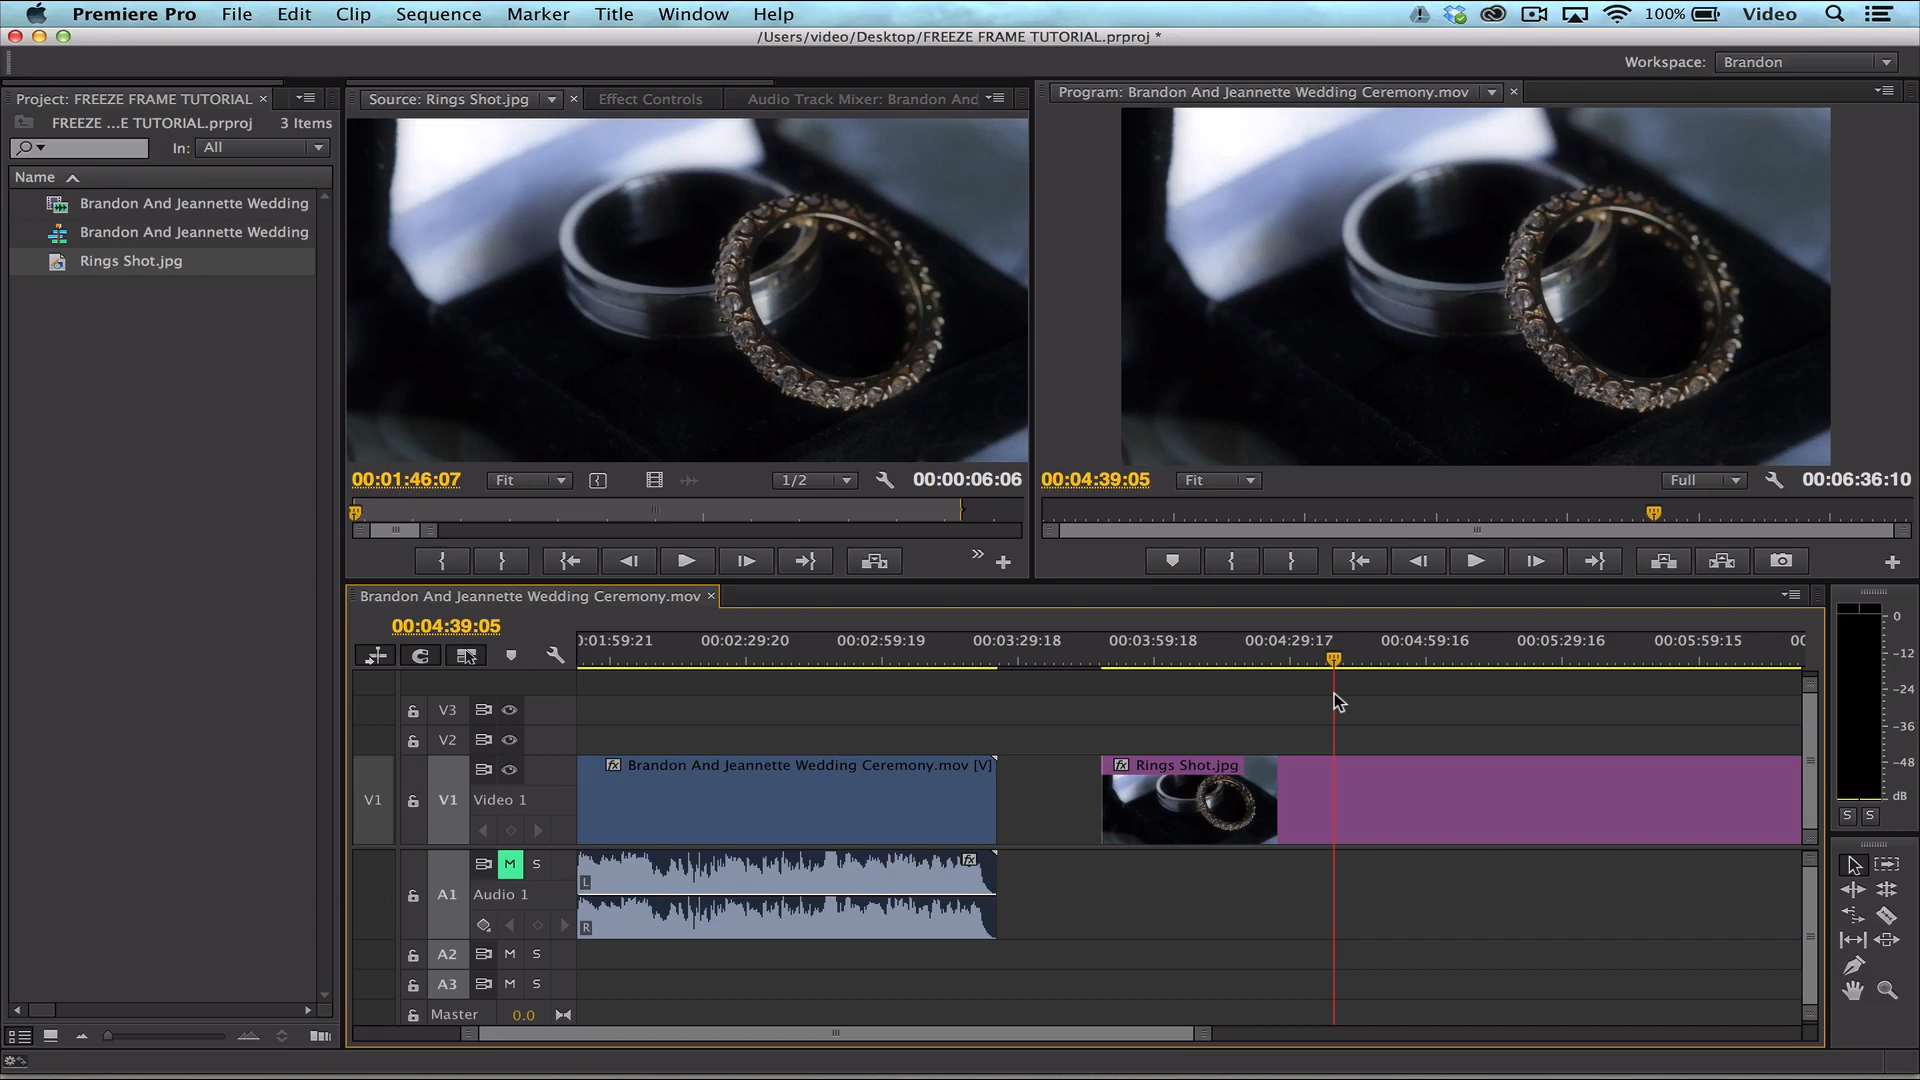 Premiere Pro File Edit Clip Sequence Marker Title Window Help 100% Video
/Users/video/Desktop/FREEZE FRAME TUTORIAL.prproj *
Workspace: Brandon
Project: FREEZE FRAME TUTORIAL ×
FREEZE ...E TUTORIAL.prproj 3 Items
In: All
Name
Brandon And Jeannette Wedding
Brandon And Jeannette Wedding
Rings Shot.jpg
Source: Rings Shot.jpg × Effect Controls Audio Track Mixer: Brandon And
00:01:46:07 Fit 1/2 00:00:06:06
Program: Brandon And Jeannette Wedding Ceremony.mov ×
00:04:39:05 Fit Full 00:06:36:10
Brandon And Jeannette Wedding Ceremony.mov ×
00:04:39:05
0:01:59:21 00:02:29:20 00:02:59:19 00:03:29:18 00:03:59:18 00:04:29:17 00:04:59:16 00:05:29:16 00:05:59:15 00
V3
V2
fx Brandon And Jeannette Wedding Ceremony.mov [V] fx Rings Shot.jpg
V1 V1 Video 1
M S fx
L
A1 Audio 1
R
A2 M S
A3 M S
Master 0.0
0
-12
-24
-36
-48
dB
S S